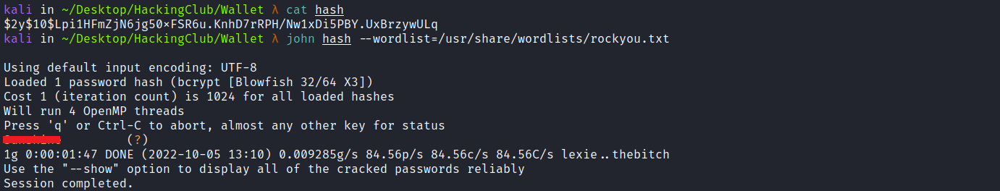 kali in ~/Desktop/HackingClub/Wallet λ cat hash
$2y$10$Lpi1HFmZjN6jg50×FSR6u.KnhD7rRPH/Nw1xDi5PBY.UxBrzywULq
kali in ~/Desktop/HackingClub/Wallet λ john hash --wordlist=/usr/share/wordlists/rockyou.txt
Using default input encoding: UTF-8
Loaded 1 password hash (bcrypt [Blowfish 32/64 X3])
Cost 1 (iteration count) is 1024 for all loaded hashes
Will run 4 OpenMP threads
Press 'q' or Ctrl-C to abort, almost any other key for status
(?)
1g 0:00:01:47 DONE (2022-10-05 13:10) 0.009285g/s 84.56p/s 84.56c/s 84.56C/s lexie..thebitch
Use the "--show" option to display all of the cracked passwords reliably
Session completed.